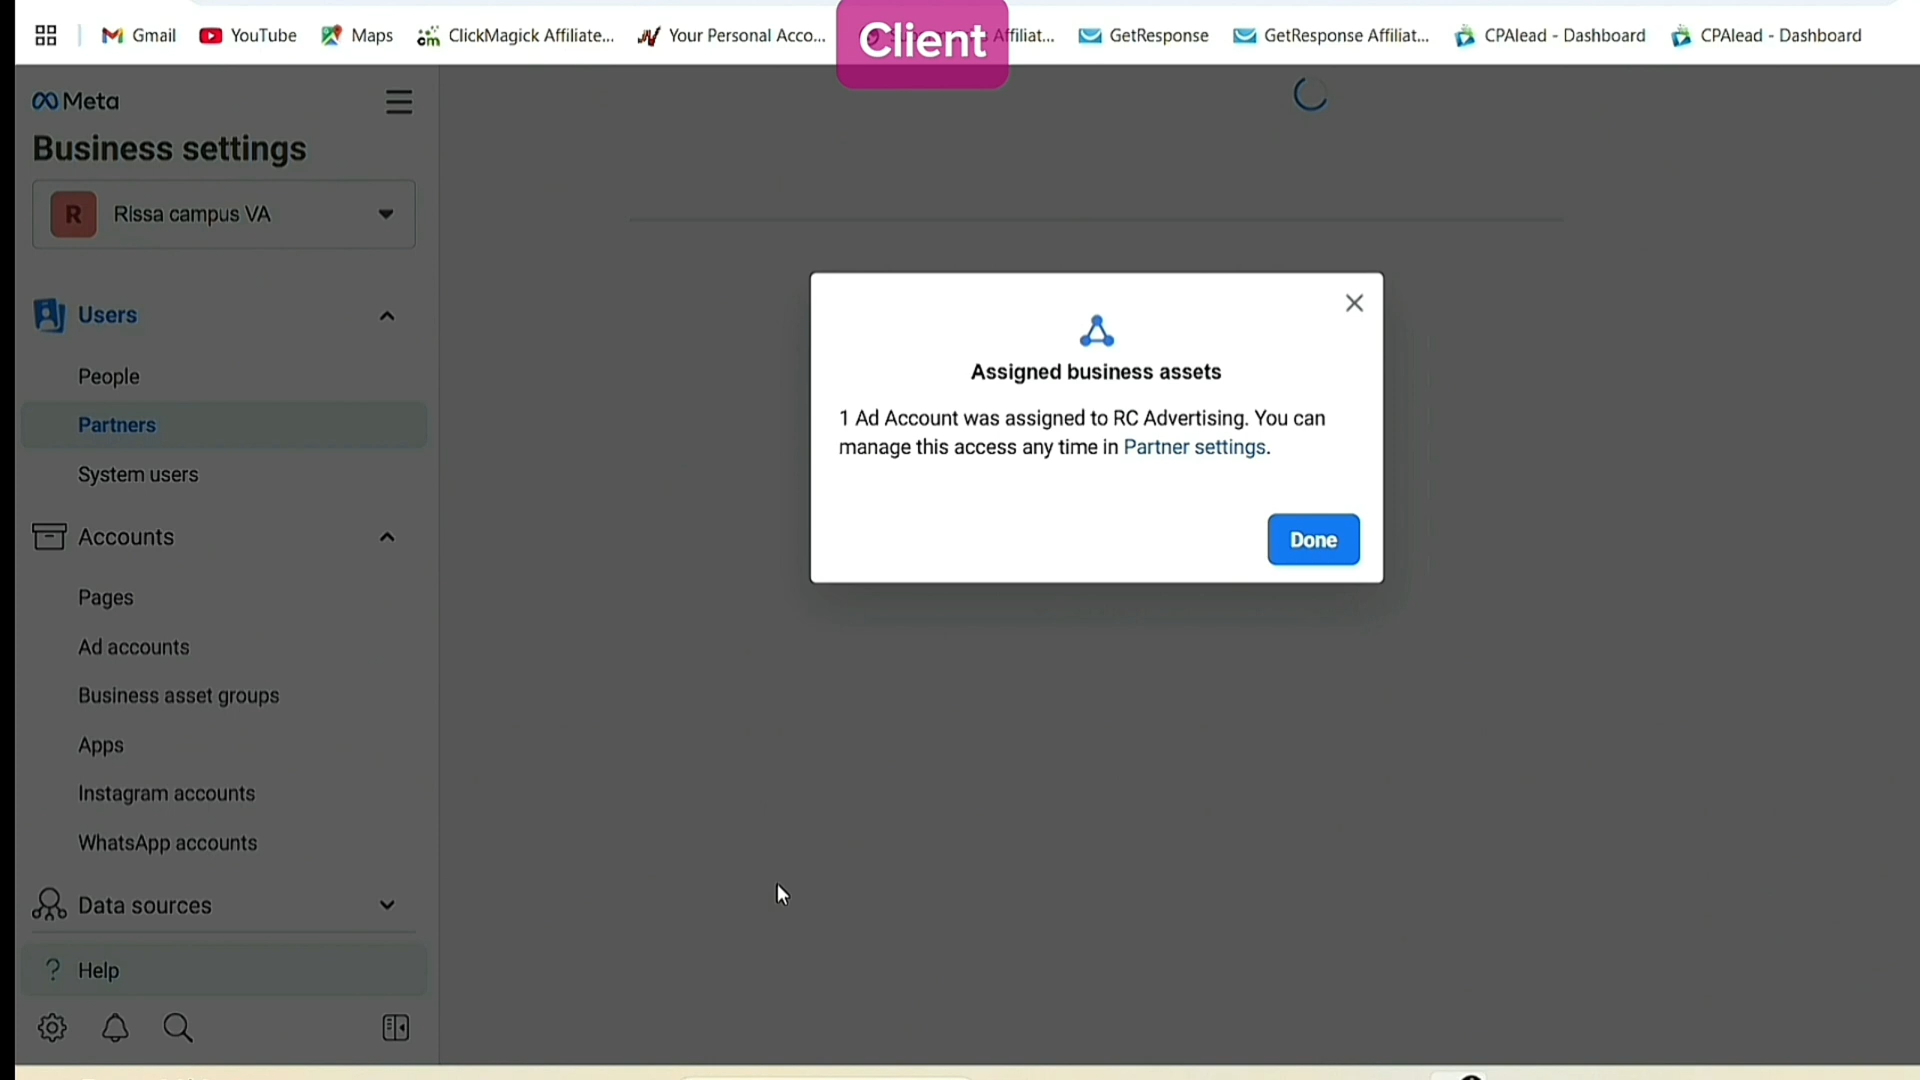 Gmail
YouTube
Maps
ClickMagick Affiliate...
Your Personal Acco...
Client
Affiliat...
GetResponse
GetResponse Affiliat...
CPAlead - Dashboard
CPAlead - Dashboard
Meta
Business settings
R
Rissa campus VA
Users
People
Partners
System users
Accounts
Pages
Ad accounts
Business asset groups
Apps
Instagram accounts
WhatsApp accounts
Data sources
? Help
Assigned business assets
1 Ad Account was assigned to RC Advertising. You can
manage this access any time in Partner settings.
Done